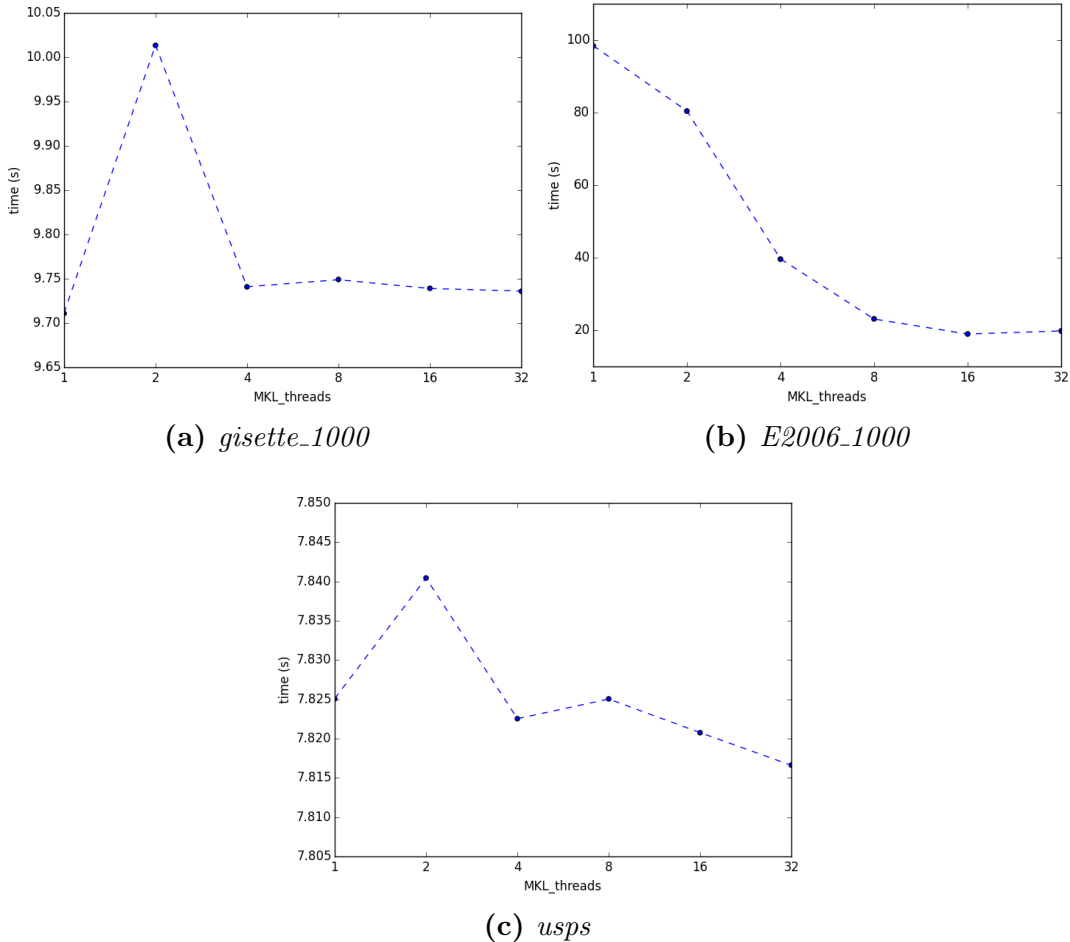 10.05
10.00
9.95
9.90
9.85
9.80
9.75
9.70
9.65
time (s)
1 2 4 8 16 32
MKL_threads
(a) gisette_1000
100
80
60
40
20
time (s)
1 2 4 8 16 32
MKL_threads
(b) E2006_1000
7.850
7.845
7.840
7.835
7.830
7.825
7.820
7.815
7.810
7.805
time (s)
1 2 4 8 16 32
MKL_threads
(c) usps